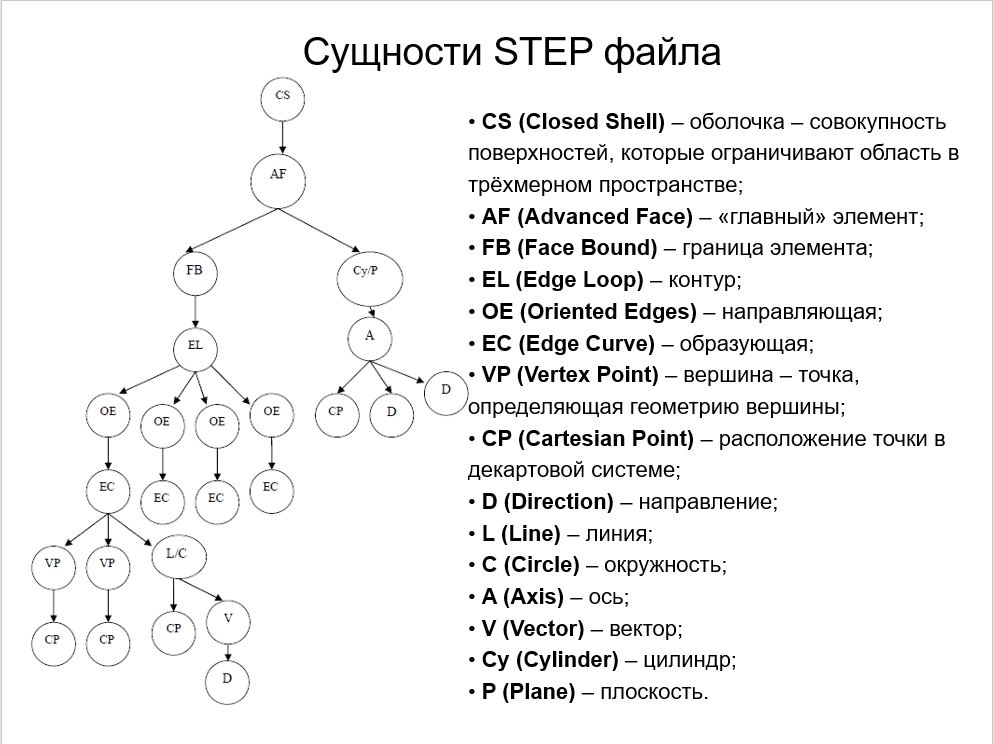 Сущности STEP файла
CS
AF
FB
Cy/P
EL
A
D
CP
D
OE
OE
OE
OE
EC
EC
EC
EC
VP
VP
L/C
CP
CP
CP
V
D
• CS (Closed Shell) – оболочка – совокупность
поверхностей, которые ограничивают область в
трёхмерном пространстве;
• AF (Advanced Face) – «главный» элемент;
• FB (Face Bound) – граница элемента;
• EL (Edge Loop) – контур;
• OE (Oriented Edges) – направляющая;
• EC (Edge Curve) – образующая;
• VP (Vertex Point) – вершина – точка,
определяющая геометрию вершины;
• CP (Cartesian Point) – расположение точки в
декартовой системе;
• D (Direction) – направление;
• L (Line) – линия;
• C (Circle) – окружность;
• A (Axis) – ось;
• V (Vector) – вектор;
• Cy (Cylinder) – цилиндр;
• P (Plane) – плоскость.